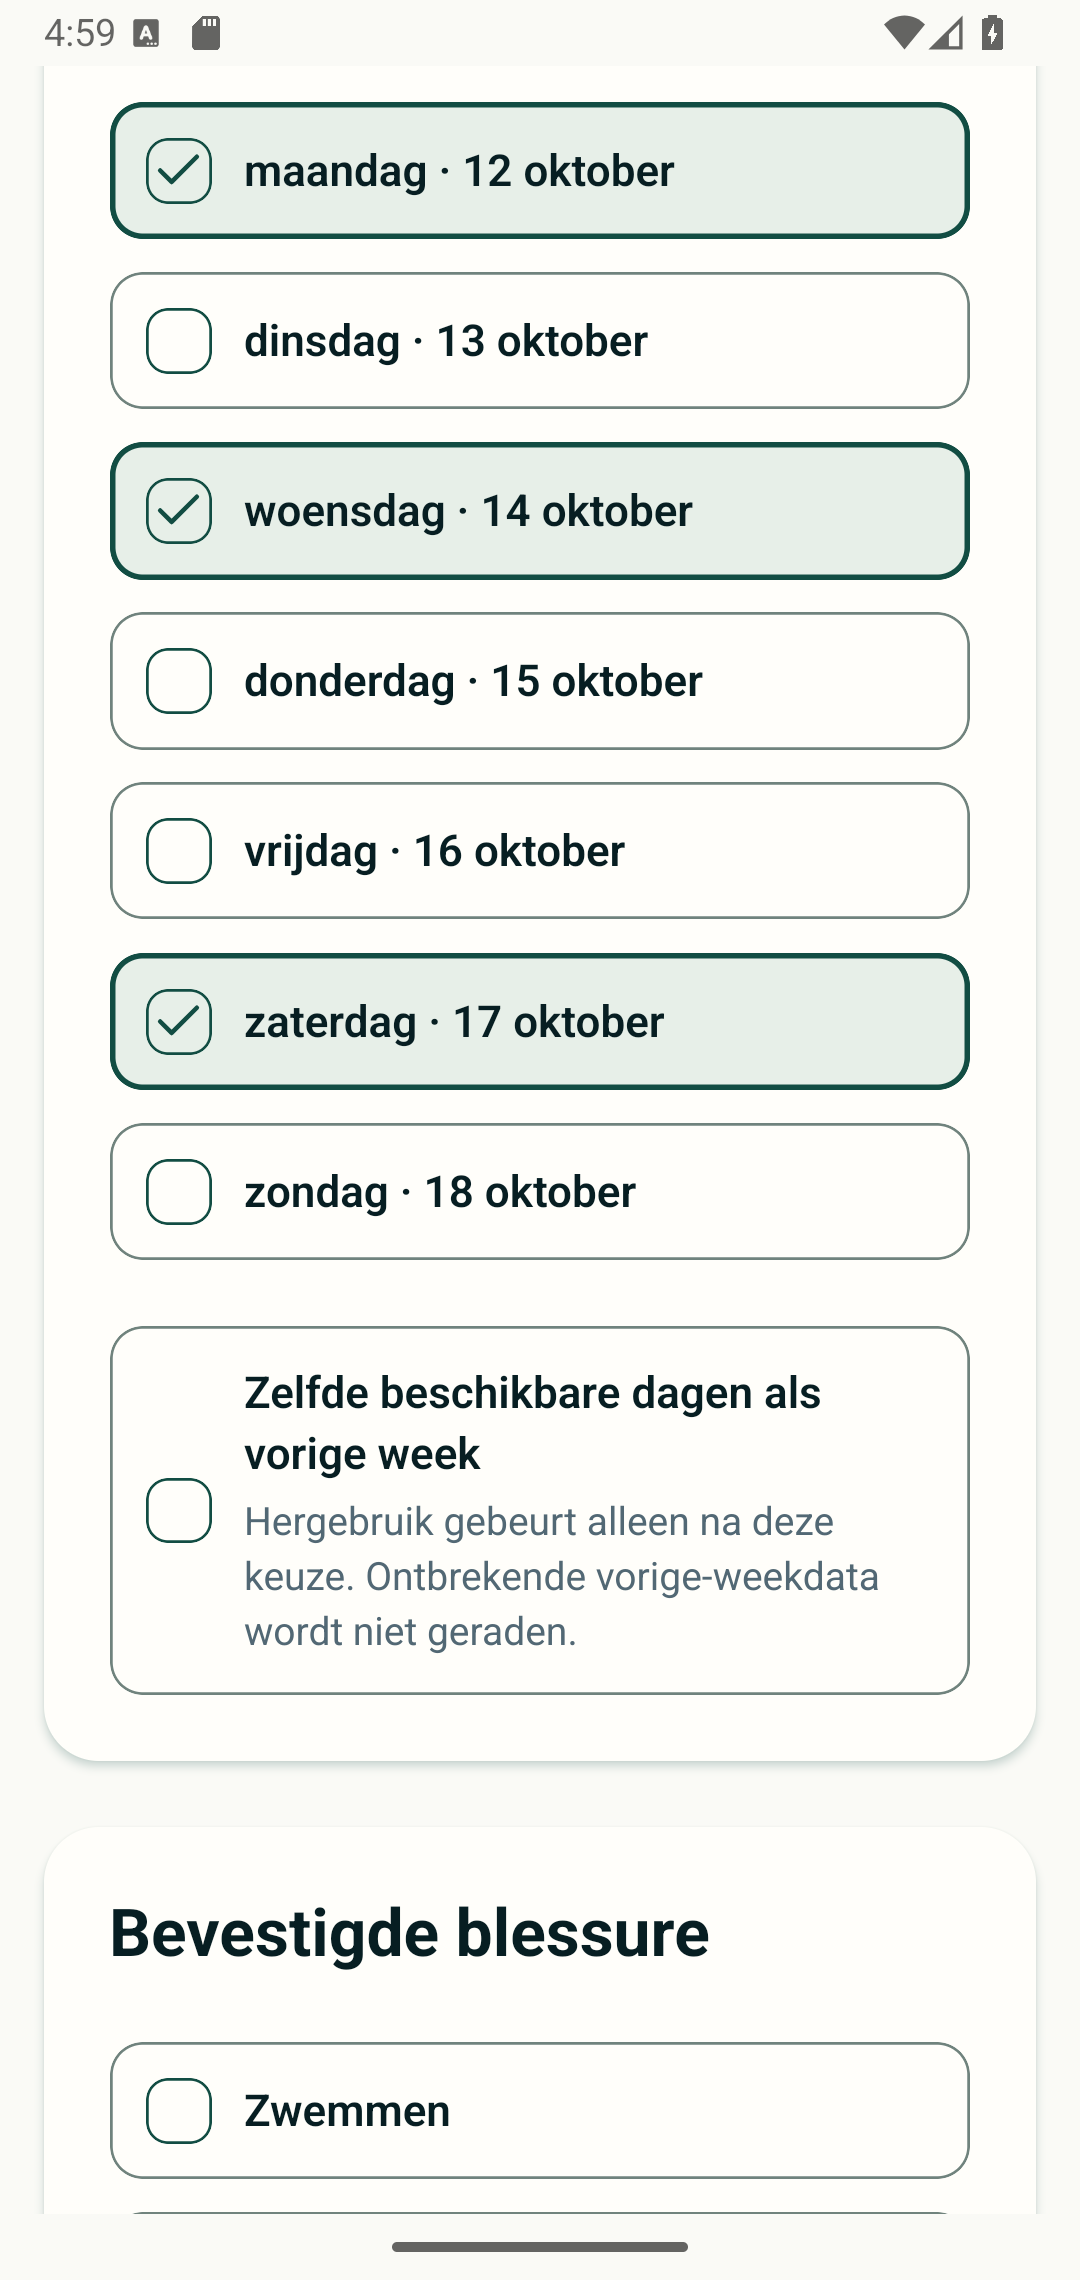 4:59
maandag · 12 oktober
dinsdag · 13 oktober
woensdag · 14 oktober
donderdag · 15 oktober
vrijdag · 16 oktober
zaterdag · 17 oktober
zondag · 18 oktober
Zelfde beschikbare dagen als
vorige week
Hergebruik gebeurt alleen na deze
keuze. Ontbrekende vorige-weekdata
wordt niet geraden.
Bevestigde blessure
Zwemmen